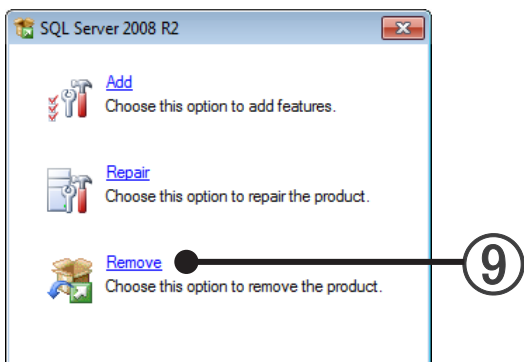 SQL Server 2008 R2
Add
Choose this option to add features.
Repair
Choose this option to repair the product.
Remove
Choose this option to remove the product.
9